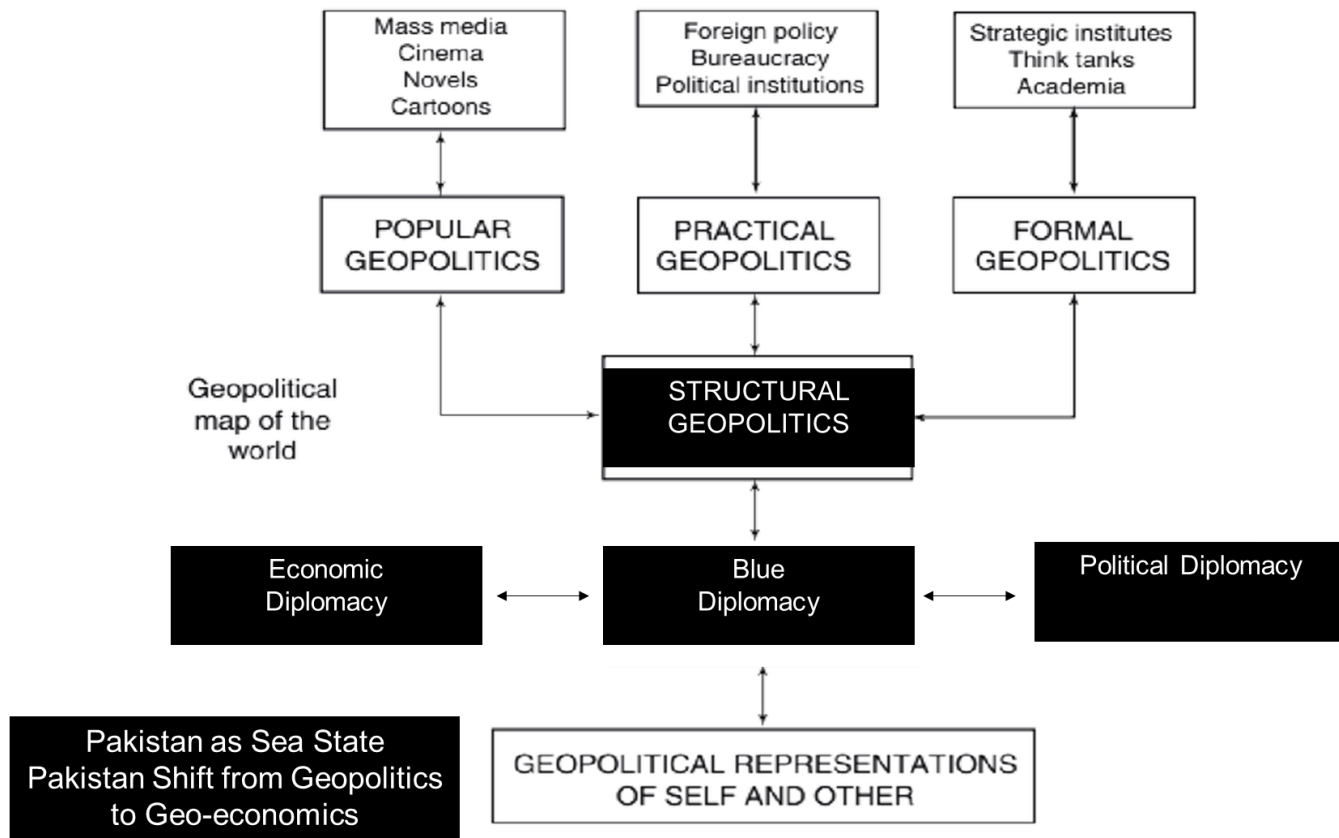 Mass media
Cinema
Novels
Cartoons
Foreign policy
Bureaucracy
Political institutions
Strategic institutes
Think tanks
Academia
POPULAR
GEOPOLITICS
PRACTICAL
GEOPOLITICS
FORMAL
GEOPOLITICS
Geopolitical
map of the
world
STRUCTURAL
GEOPOLITICS
Economic
Diplomacy
Blue
Diplomacy
Political Diplomacy
Pakistan as Sea State
Pakistan Shift from Geopolitics
to Geo-economics
GEOPOLITICAL REPRESENTATIONS
OF SELF AND OTHER